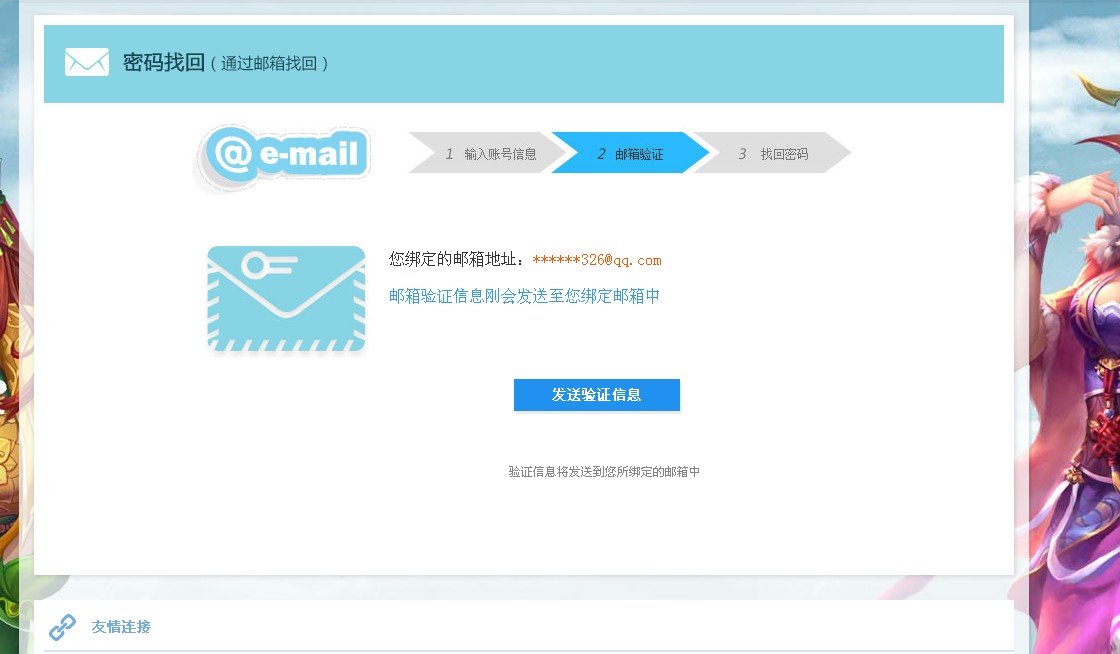 密码找回（通过邮箱找回）
@ e-mail
1 输入账号信息
2 邮箱验证
3 找回密码
您绑定的邮箱地址：******326@qq.com
邮箱验证信息刚会发送至您绑定邮箱中
发送验证信息
验证信息将发送到您所绑定的邮箱中
友情连接